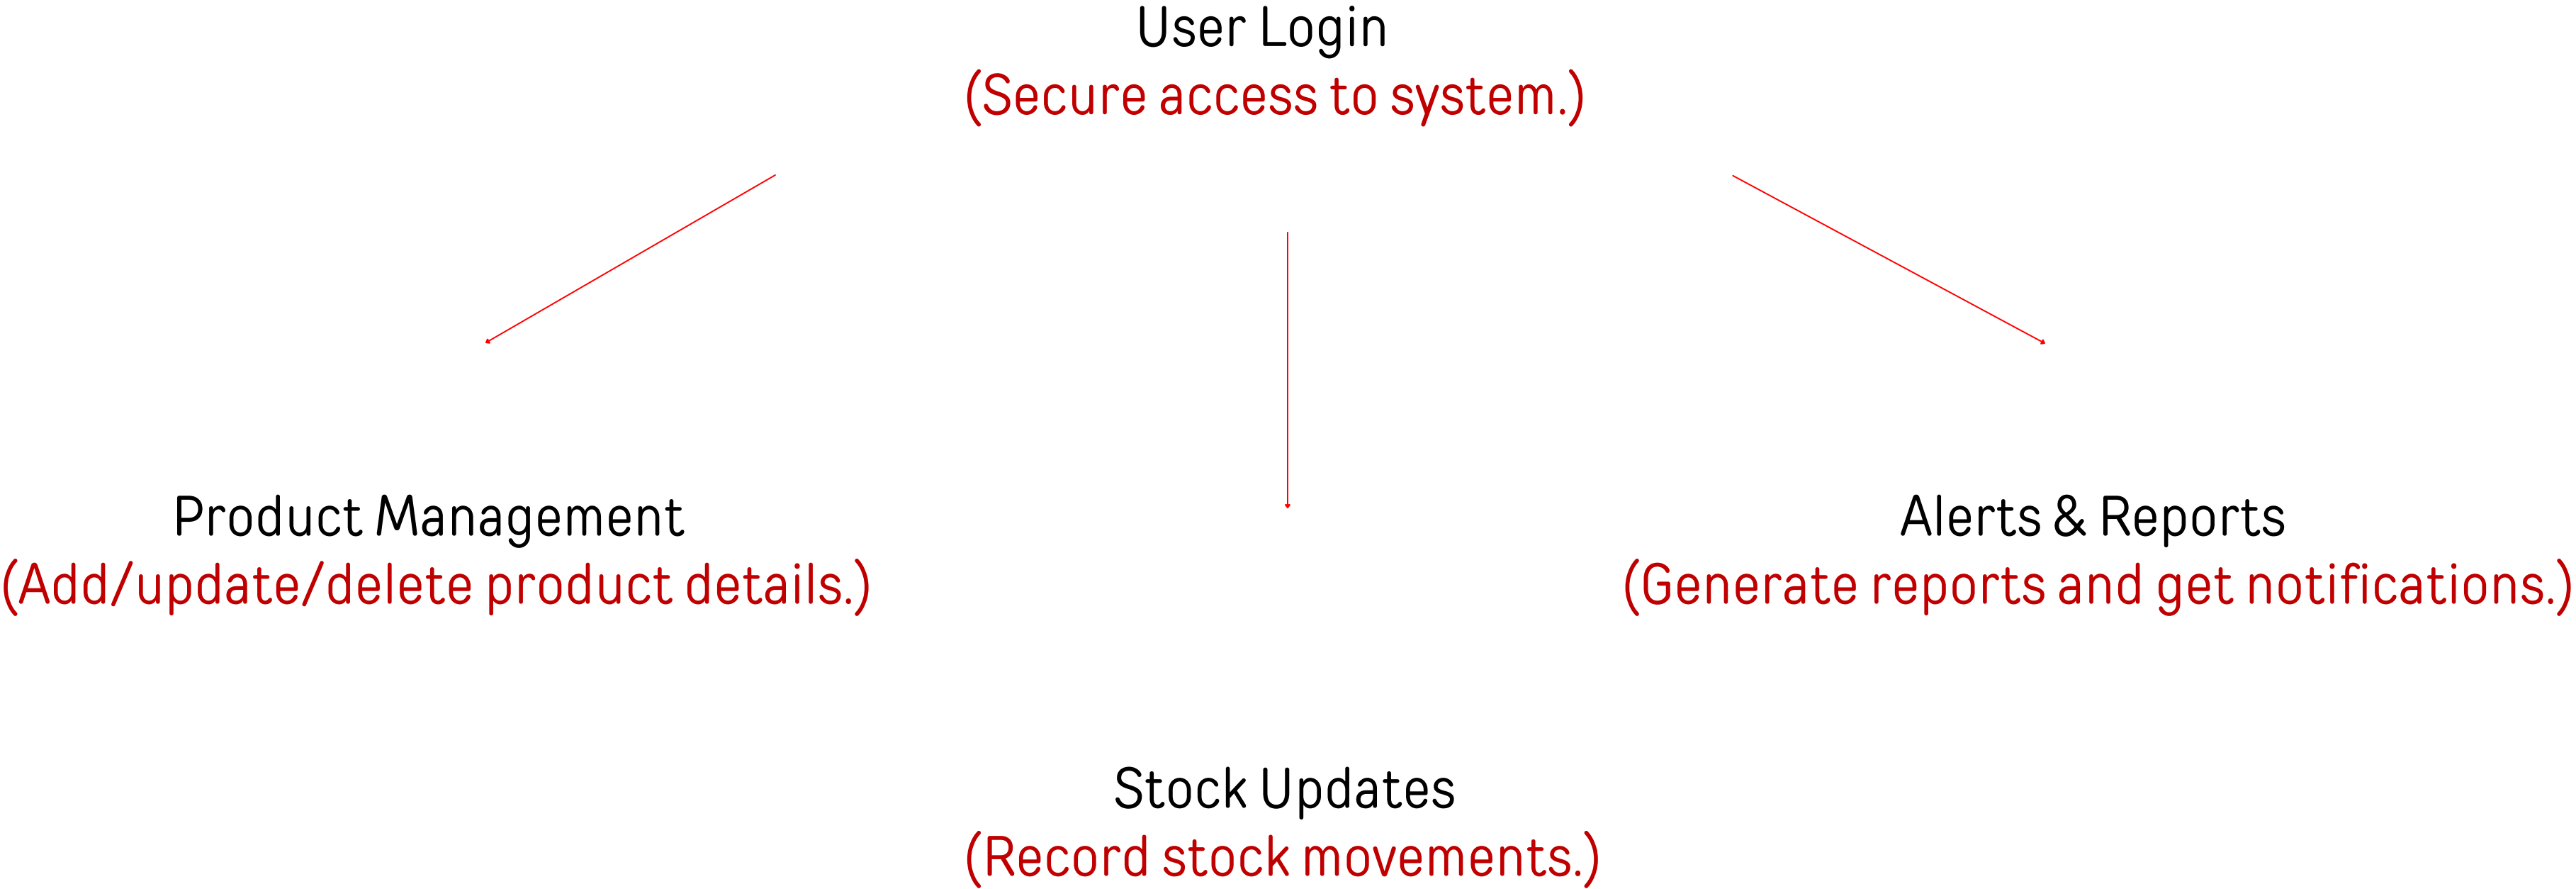 User Login
(Secure access to system.)
Product Management
(Add/update/delete product details.)
Alerts & Reports
(Generate reports and get notifications.)
Stock Updates
(Record stock movements.)